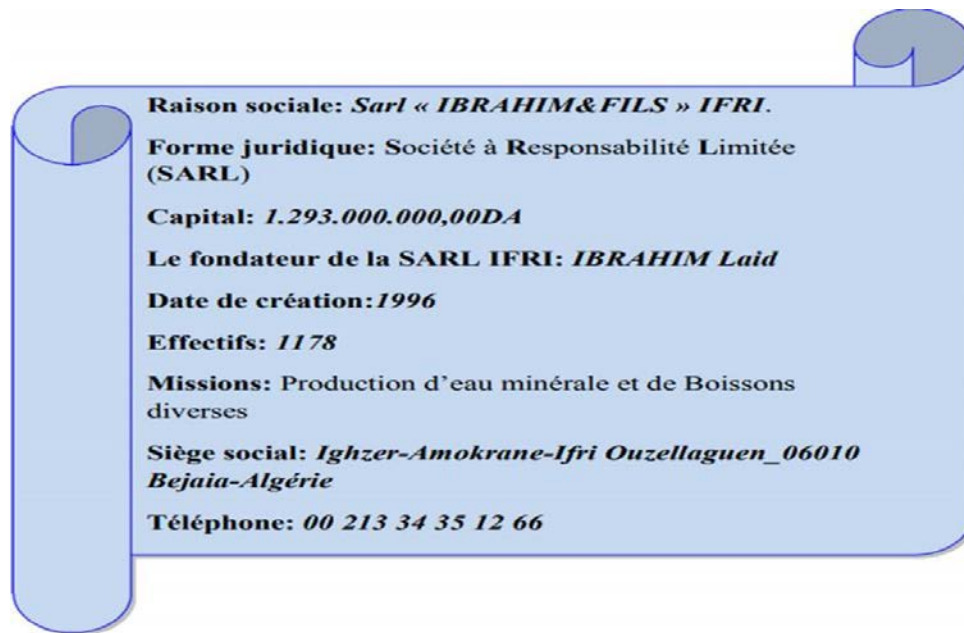 Raison sociale: Sarl « IBRAHIM&FILS » IFRI.
Forme juridique: Société à Responsabilité Limitée
(SARL)
Capital: 1.293.000.000,00DA
Le fondateur de la SARL IFRI: IBRAHIM Laid
Date de création:1996
Effectifs: 1178
Missions: Production d’eau minérale et de Boissons
diverses
Siège social: Ighzer-Amokrane-Ifri Ouzellaguen_06010
Bejaia-Algérie
Téléphone: 00 213 34 35 12 66